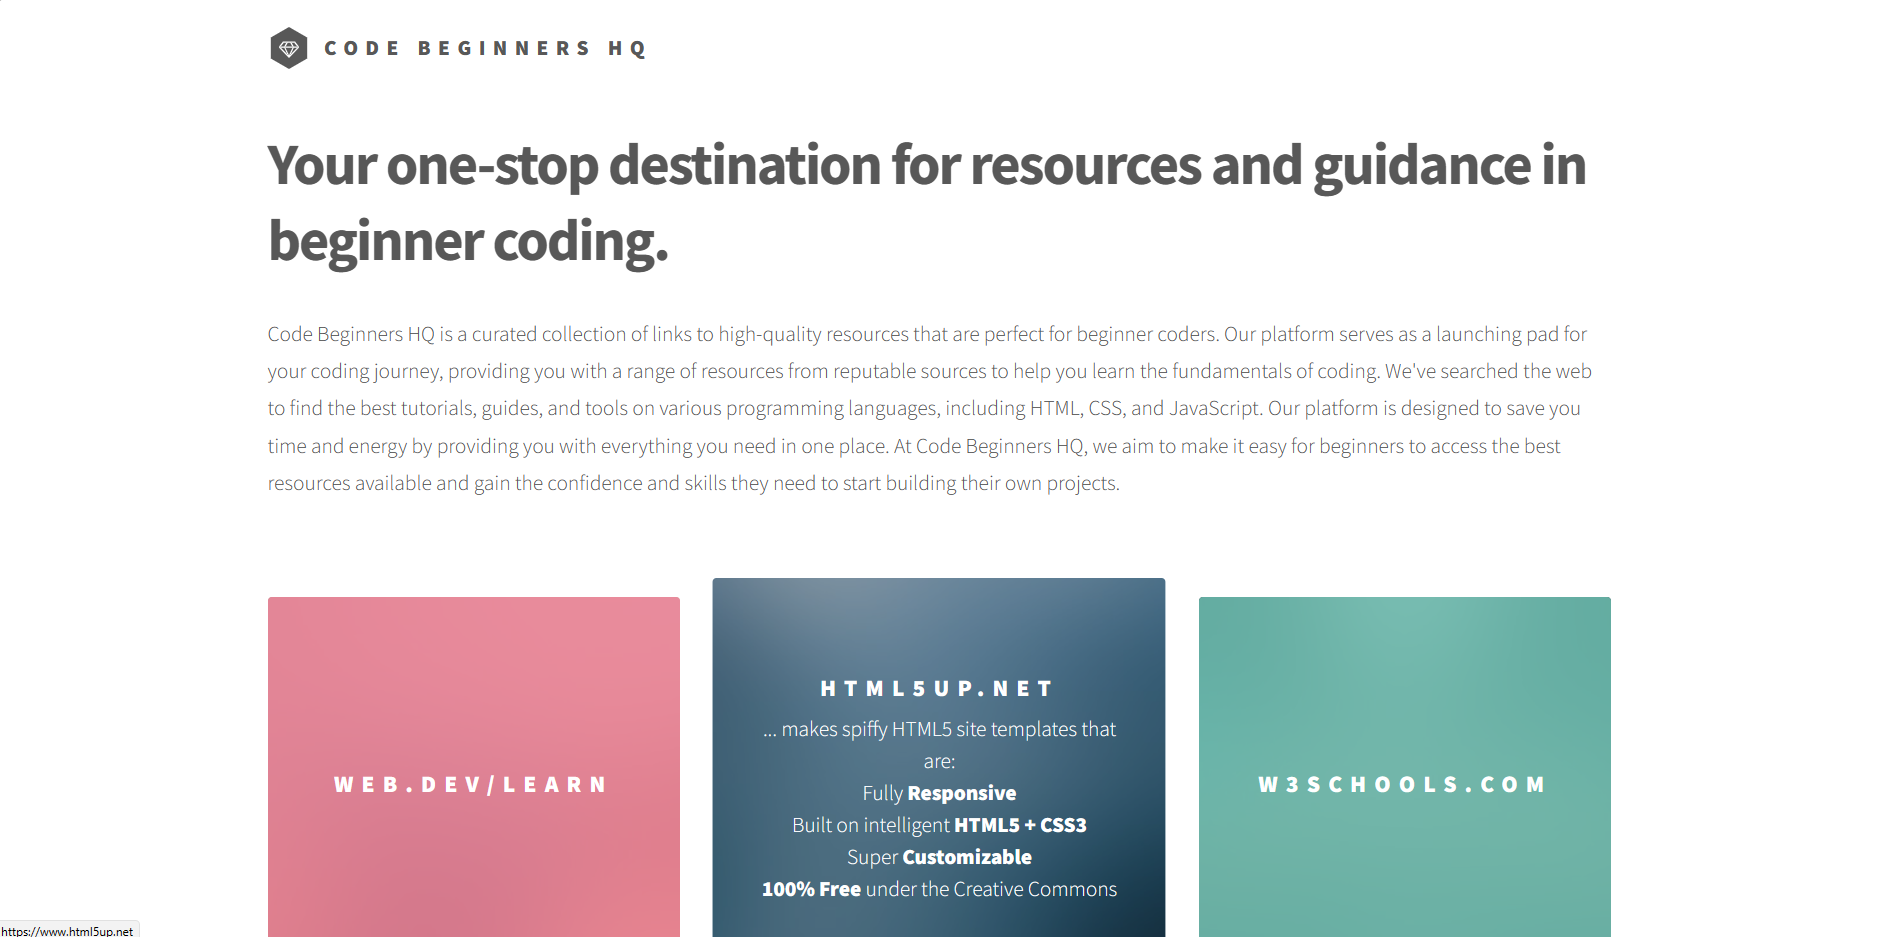 CODE BEGINNERS HQ
Your one-stop destination for resources and guidance in
beginner coding.
Code Beginners HQ is a curated collection of links to high-quality resources that are perfect for beginner coders. Our platform serves as a launching pad for
your coding journey, providing you with a range of resources from reputable sources to help you learn the fundamentals of coding. We've searched the web
to find the best tutorials, guides, and tools on various programming languages, including HTML, CSS, and JavaScript. Our platform is designed to save you
time and energy by providing you with everything you need in one place. At Code Beginners HQ, we aim to make it easy for beginners to access the best
resources available and gain the confidence and skills they need to start building their own projects.
WEB.DEV/LEARN
HTML5UP.NET
... makes spiffy HTML5 site templates that
are:
Fully Responsive
Built on intelligent HTML5 + CSS3
Super Customizable
100% Free under the Creative Commons
W3SCHOOLS.COM
https://www.html5up.net